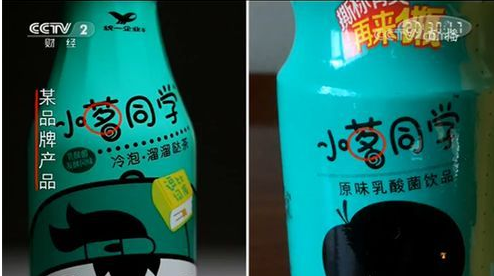 CCTV 2
财经
某品牌产品
统一企业
小茗同学
冷泡·溜溜哒茶
再来1瓶
小茗同学
原味乳酸菌饮品